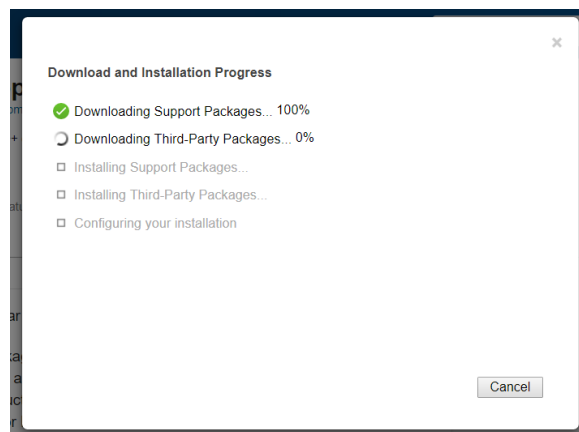 Download and Installation Progress
Downloading Support Packages... 100%
Downloading Third-Party Packages... 0%
Installing Support Packages...
Installing Third-Party Packages...
Configuring your installation
Cancel